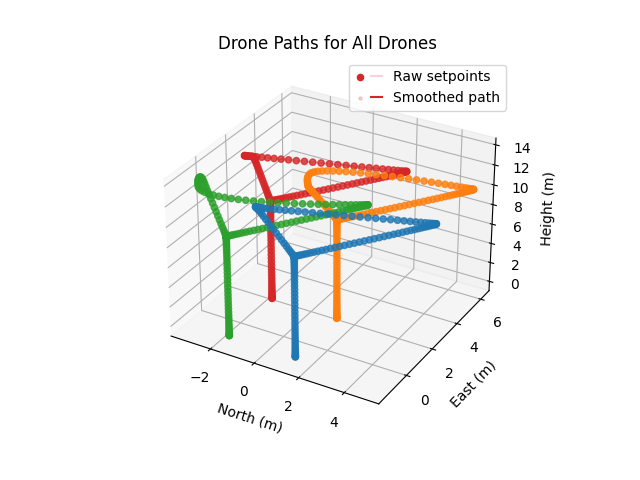 Drone Paths for All Drones
Raw setpoints
Smoothed path
14
12
10
8
6
4
2
0
Height (m)
6
4
2
0
East (m)
−2
0
2
4
North (m)